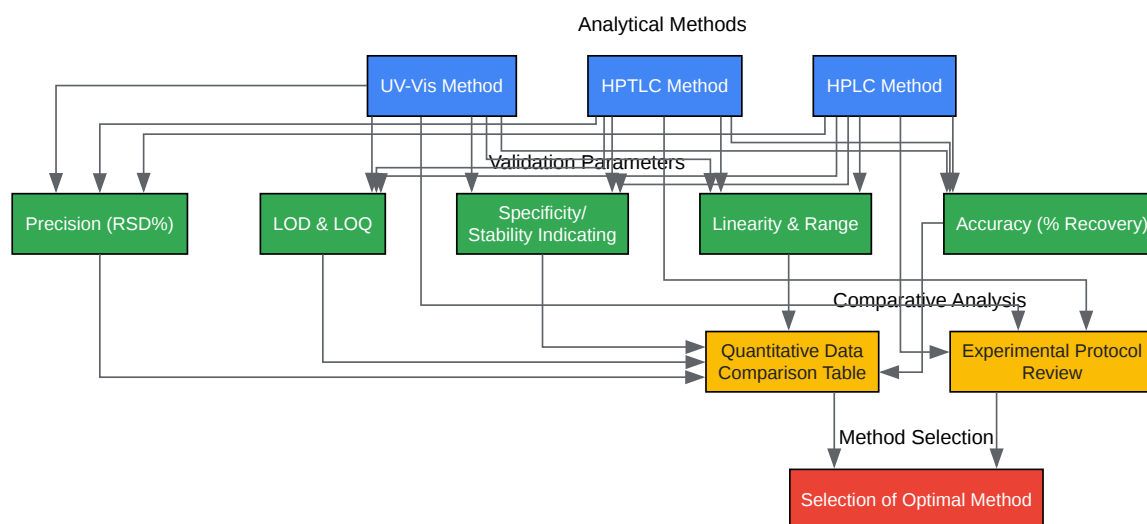 Analytical Methods
UV-Vis Method
HPTLC Method
HPLC Method
Validation Parameters
Precision (RSD%)
LOD & LOQ
Specificity/
Stability Indicating
Linearity & Range
Accuracy (% Recovery)
Comparative Analysis
Quantitative Data
Comparison Table
Experimental Protocol
Review
Method Selection
Selection of Optimal Method